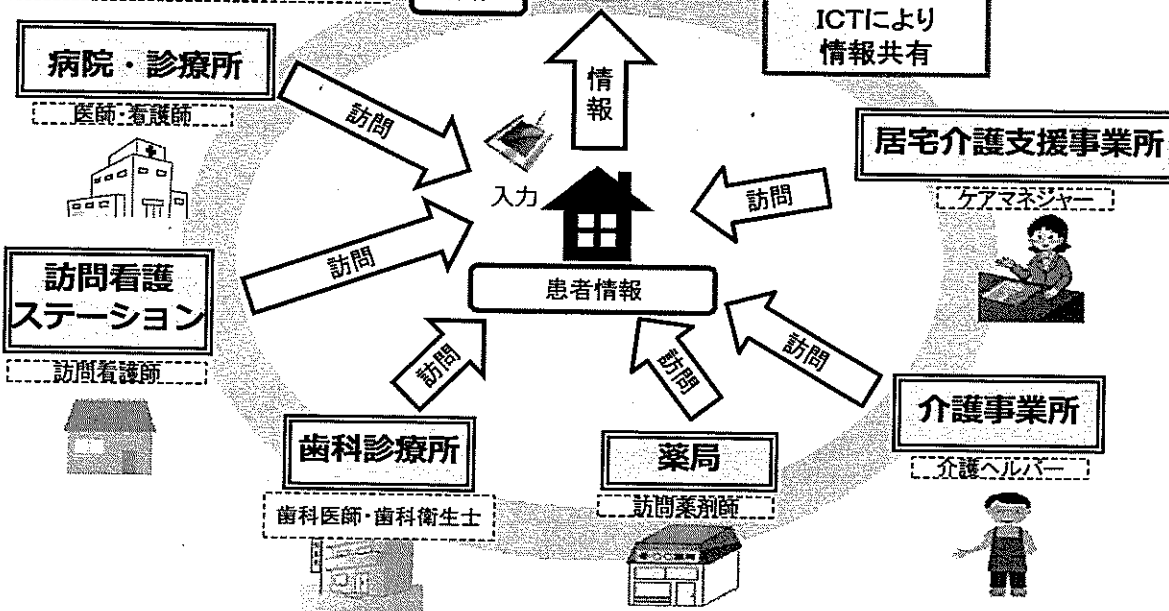 ICTにより
情報共有
病院・診療所
医師・看護師
訪問
情報
入力
居宅介護支援事業所
ケアマネジャー
訪問
訪問看護
ステーション
訪問看護師
訪問
患者情報
訪問
訪問
訪問
介護事業所
介護ヘルパー
歯科診療所
歯科医師・歯科衛生士
薬局
訪問薬剤師